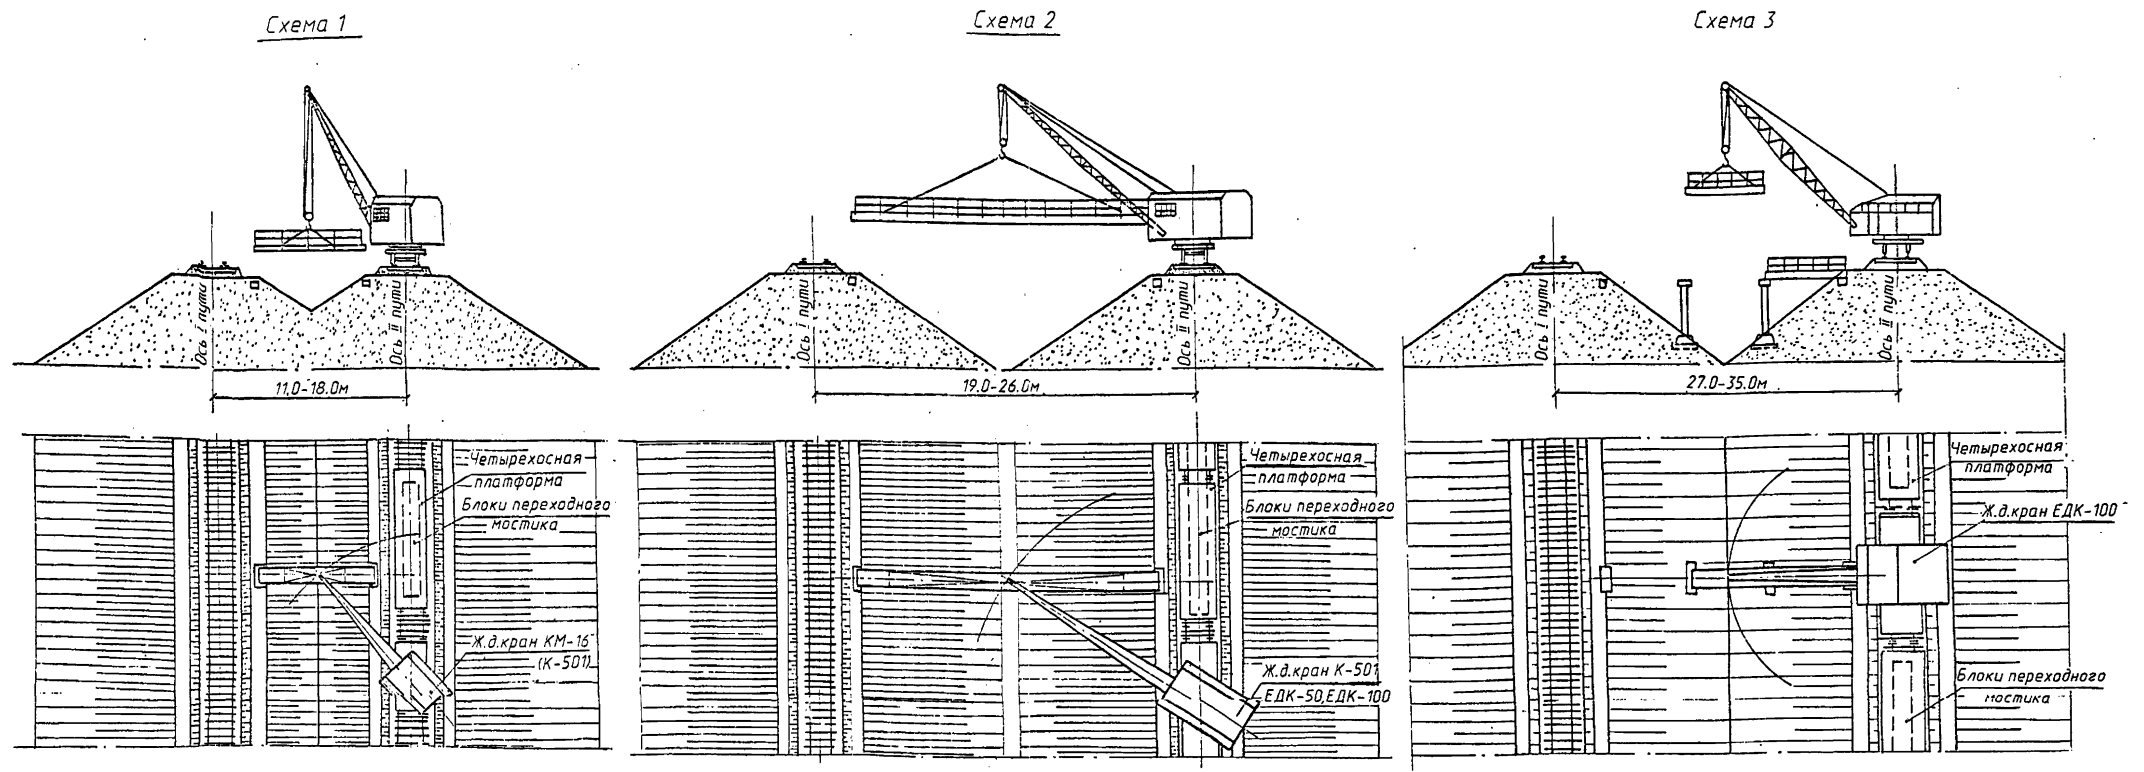 Схема 1
Схема 2
Схема 3
Ось I пути
Ось II пути
11,0-18.0м
Ось I пути
Ось II пути
19.0-26.0м
Ось I пути
Ось II пути
27.0-35.0м
Четырехосная
платформа
Блоки переходного
мостика
Ж.д.кран КМ-16
(К-501)
Четырехосная
платформа
Блоки переходного
мостика
Ж.д.кран К-501
ЕДК-50,ЕДК-100
Четырехосная
платформа
Ж.д.кран ЕДК-100
Блоки переходного
мостика